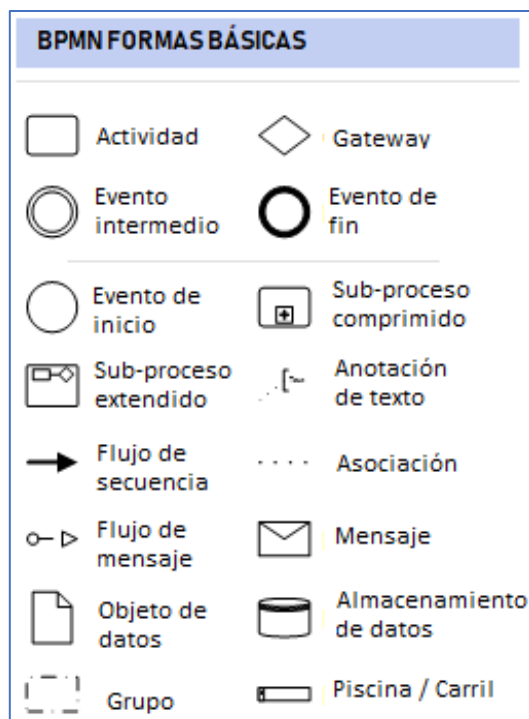 BPMN FORMAS BÁSICAS
Actividad
Gateway
Evento
intermedio
Evento de
fin
Evento de
inicio
Sub-proceso
comprimido
Sub-proceso
extendido
Anotación
de texto
Flujo de
secuencia
Asociación
Flujo de
mensaje
Mensaje
Objeto de
datos
Almacenamiento
de datos
Grupo
Piscina / Carril